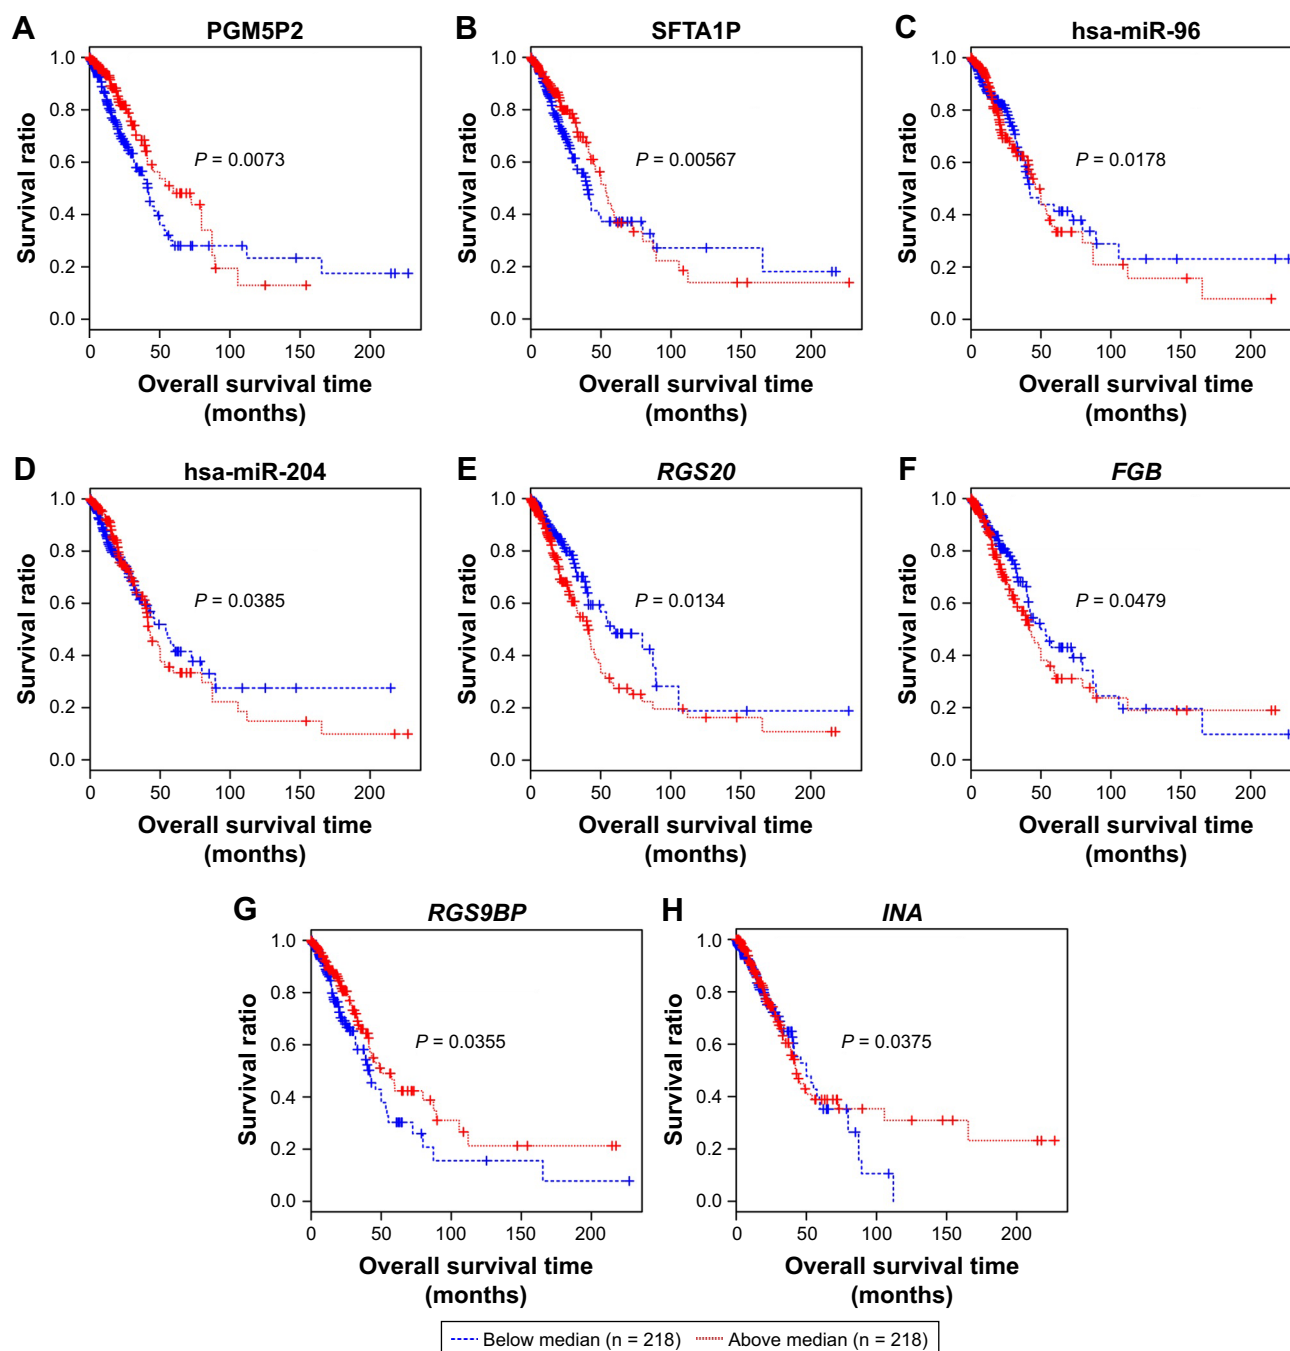 A PGM5P2
1.0
0.8
0.6
0.4
0.2
0.0
Survival ratio
P = 0.0073
0 50 100 150 200
Overall survival time
(months)
B SFTA1P
1.0
0.8
0.6
0.4
0.2
0.0
Survival ratio
P = 0.00567
0 50 100 150 200
Overall survival time
(months)
C hsa-miR-96
1.0
0.8
0.6
0.4
0.2
0.0
Survival ratio
P = 0.0178
0 50 100 150 200
Overall survival time
(months)
D hsa-miR-204
1.0
0.8
0.6
0.4
0.2
0.0
Survival ratio
P = 0.0385
0 50 100 150 200
Overall survival time
(months)
E RGS20
1.0
0.8
0.6
0.4
0.2
0.0
Survival ratio
P = 0.0134
0 50 100 150 200
Overall survival time
(months)
F FGB
1.0
0.8
0.6
0.4
0.2
0.0
Survival ratio
P = 0.0479
0 50 100 150 200
Overall survival time
(months)
G RGS9BP
1.0
0.8
0.6
0.4
0.2
0.0
Survival ratio
P = 0.0355
0 50 100 150 200
Overall survival time
(months)
H INA
1.0
0.8
0.6
0.4
0.2
0.0
Survival ratio
P = 0.0375
0 50 100 150 200
Overall survival time
(months)
Below median (n = 218) Above median (n = 218)